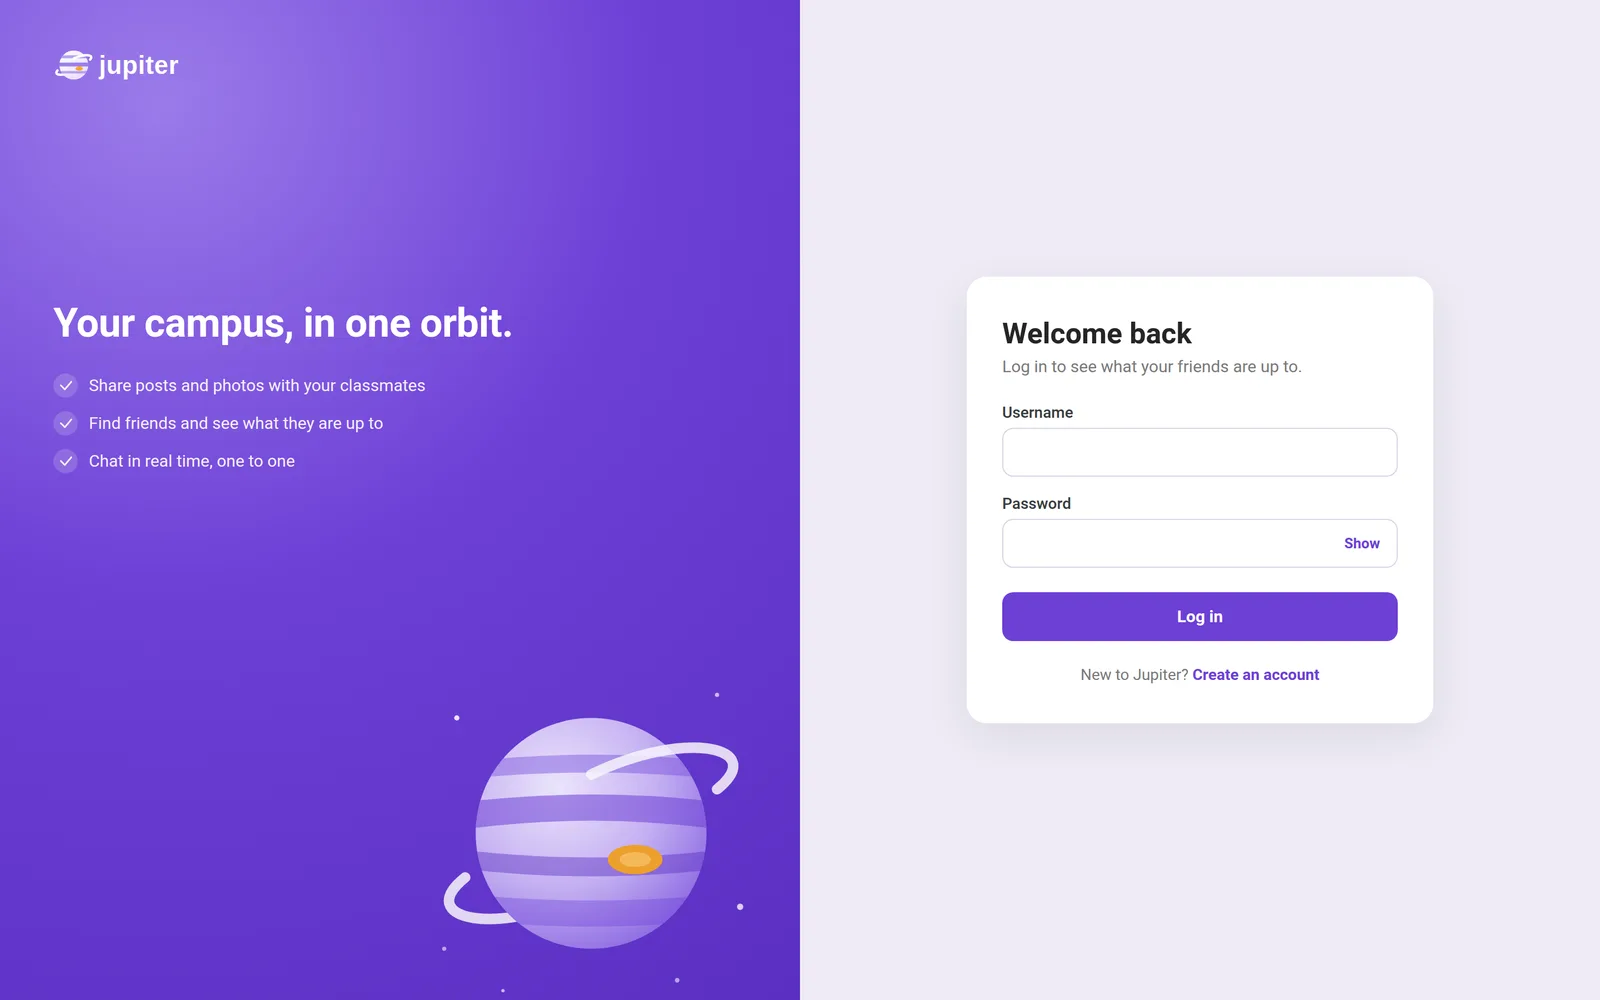 jupiter
Your campus, in one orbit.
Share posts and photos with your classmates
Find friends and see what they are up to
Chat in real time, one to one
Welcome back
Log in to see what your friends are up to.
Username
Password
Show
Log in
New to Jupiter? Create an account